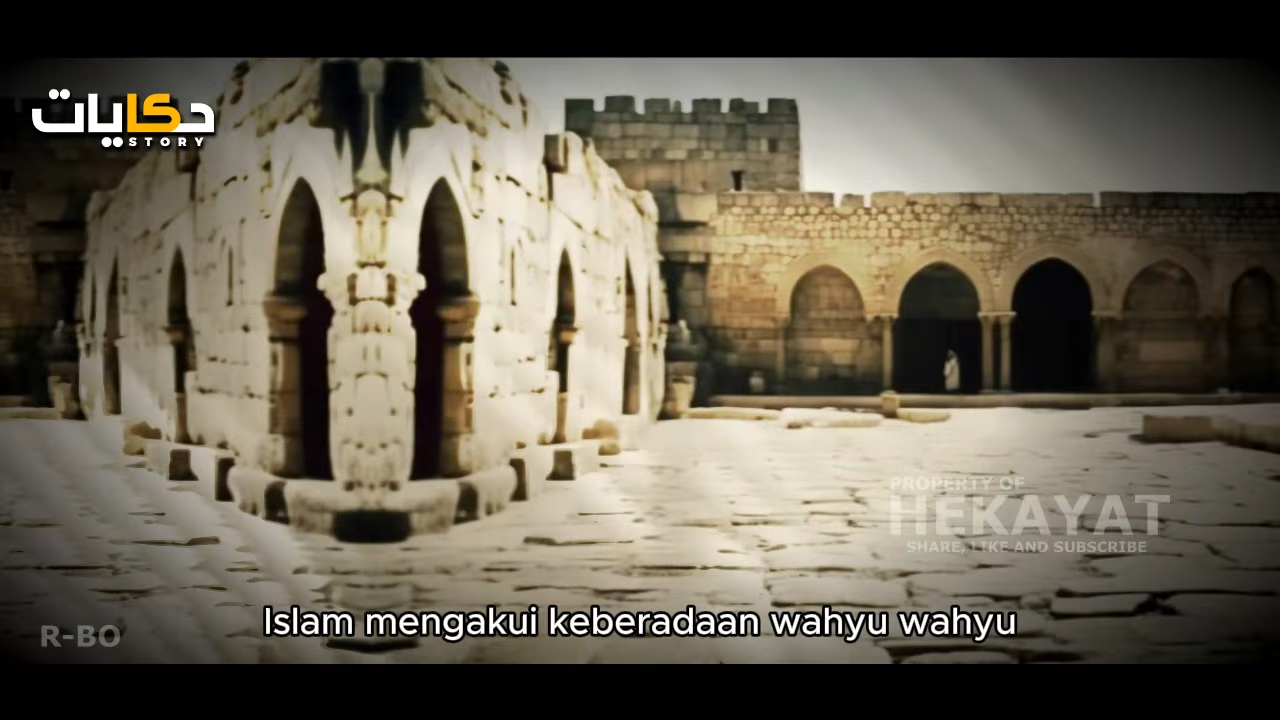 حكايات
STORY
PROPERTY OF
HEKAYAT
SHARE, LIKE AND SUBSCRIBE
Islam mengakui keberadaan wahyu wahyu
R-BO